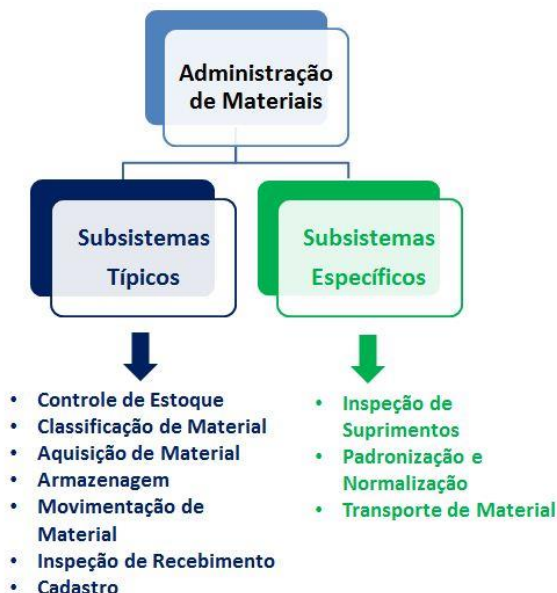 Administração
de Materiais
Subsistemas
Típicos
Subsistemas
Específicos
• Controle de Estoque
• Classificação de Material
• Aquisição de Material
• Armazenagem
• Movimentação de
Material
• Inspeção de Recebimento
• Cadastro
• Inspeção de
Suprimentos
• Padronização e
Normalização
• Transporte de Material